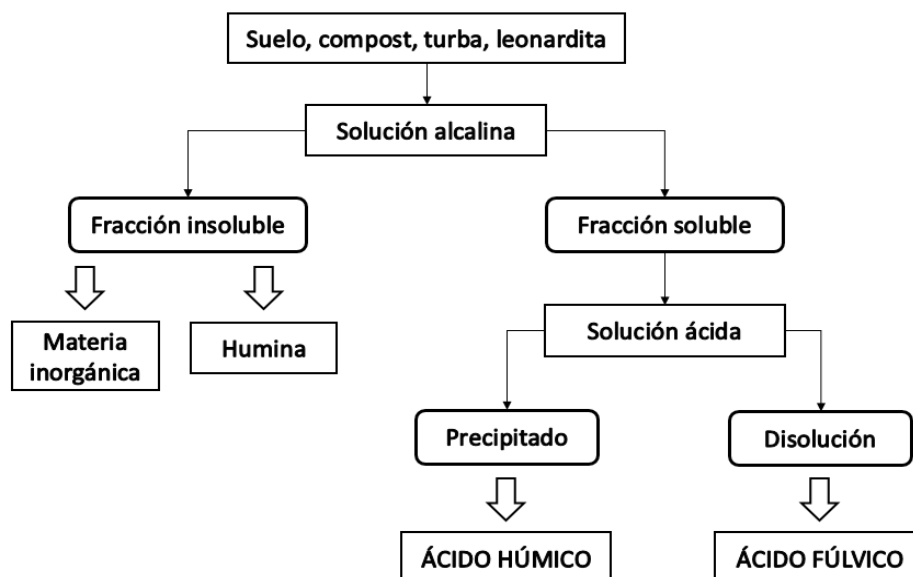 Suelo, compost, turba, leonardita
Solución alcalina
Fracción insoluble
Fracción soluble
Materia
inorgánica
Humina
Solución ácida
Precipitado
Disolución
ÁCIDO HÚMICO
ÁCIDO FÚLVICO